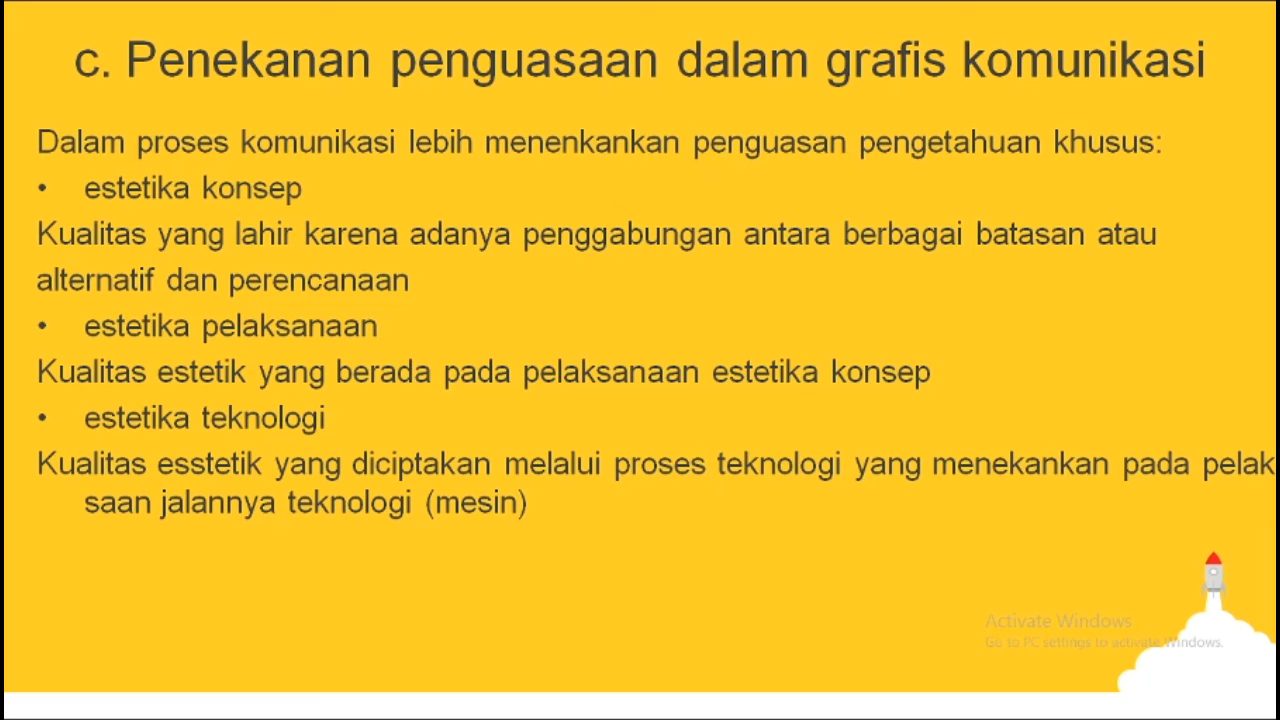 c. Penekanan penguasaan dalam grafis komunikasi
Dalam proses komunikasi lebih menenkankan penguasan pengetahuan khusus:
• estetika konsep
Kualitas yang lahir karena adanya penggabungan antara berbagai batasan atau
alternatif dan perencanaan
• estetika pelaksanaan
Kualitas estetik yang berada pada pelaksanaan estetika konsep
• estetika teknologi
Kualitas esstetik yang diciptakan melalui proses teknologi yang menekankan pada pelak
saan jalannya teknologi (mesin)
Activate Windows
Go to PC settings to activate Windows.